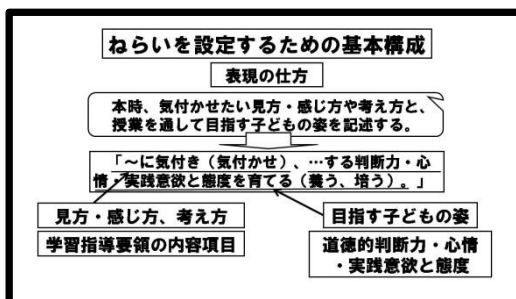 ねらいを設定するための基本構成
表現の仕方
本時、気付かせたい見方・感じ方や考え方と、
授業を通して目指す子どもの姿を記述する。
「～に気付き（気付かせ）、…する判断力・心
情・実践意欲と態度を育てる（養う、培う）。」
見方・感じ方、考え方
学習指導要領の内容項目
目指す子どもの姿
道徳的判断力・心情
・実践意欲と態度